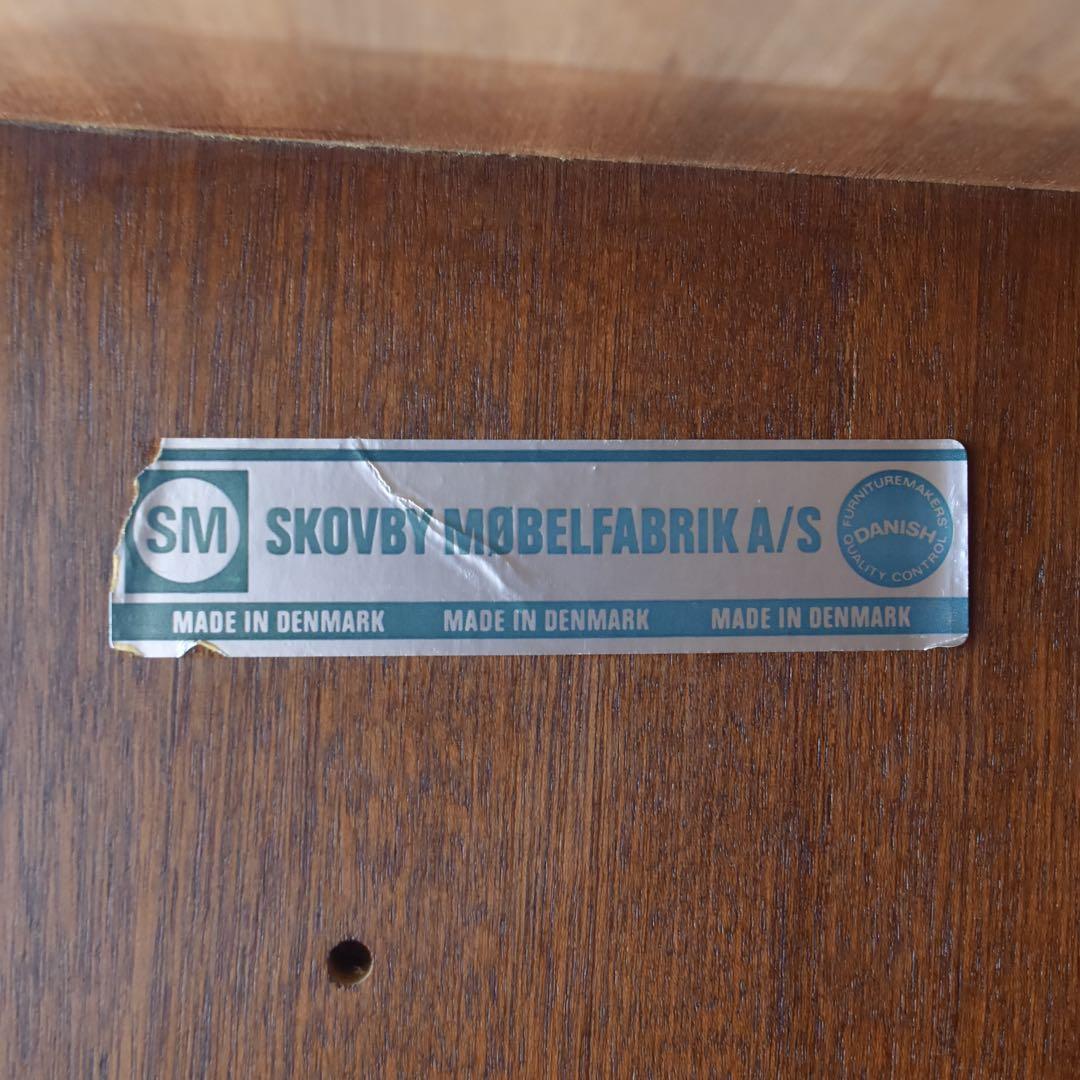 SM
SKOVBY MØBELFABRIK A/S
FURNITUREMAKERS'
DANISH
QUALITY CONTROL
MADE IN DENMARK MADE IN DENMARK MADE IN DENMARK